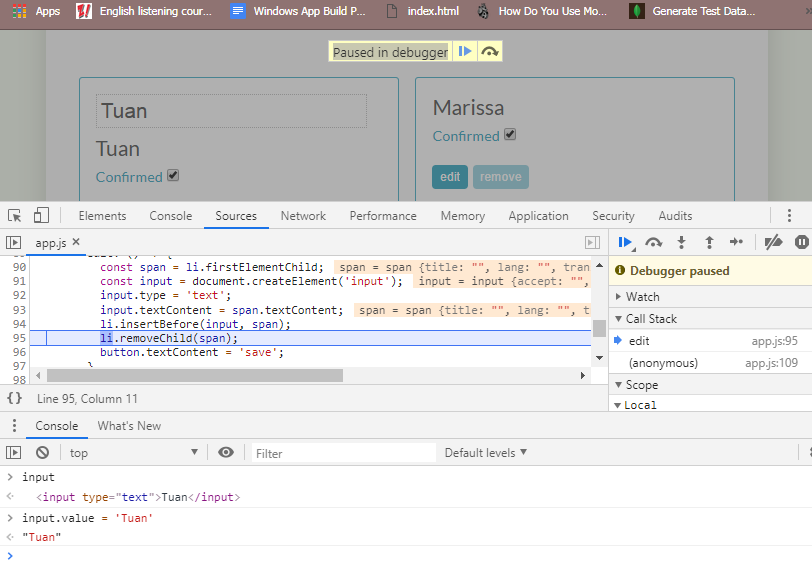 Apps English listening cour... Windows App Build P... index.html How Do You Use Mo... Generate Test Data...
Paused in debugger
Tuan
Tuan
Confirmed
Marissa
Confirmed
edit remove
Elements Console Sources Network Performance Memory Application Security Audits
app.js ×
90 const span = li.firstElementChild; span = span {title: "", lang: "", tran
91 const input = document.createElement('input'); input = input {accept: "",
92 input.type = 'text';
93 input.textContent = span.textContent; span = span {title: "", lang: "", t
94 li.insertBefore(input, span);
95 li.removeChild(span);
96 button.textContent = 'save';
97 }
98
{} Line 95, Column 11
Debugger paused
Watch
Call Stack
edit app.js:95
(anonymous) app.js:109
Scope
Local
Console What's New
top Filter Default levels
input
<input type="text">Tuan</input>
input.value = 'Tuan'
"Tuan"